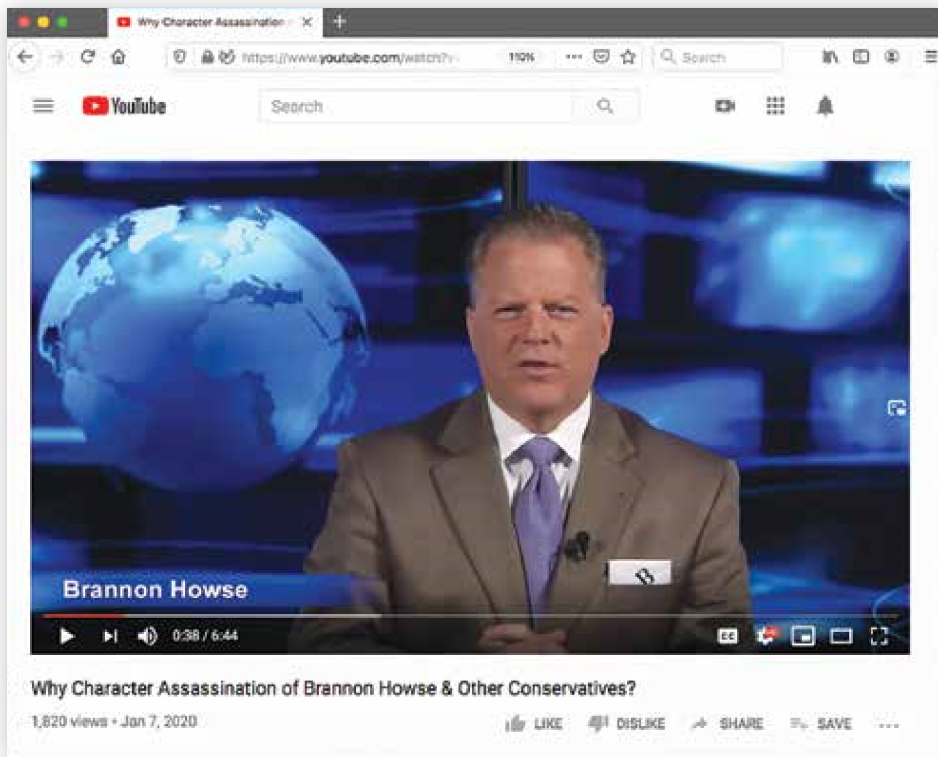 Why Character Assassination
https://www.youtube.com/watch?v
110%
Search
YouTube
Search
Brannon Howse
0:38 / 6:44
CC
Why Character Assassination of Brannon Howse & Other Conservatives?
1,820 views • Jan 7, 2020
LIKE
DISLIKE
SHARE
SAVE